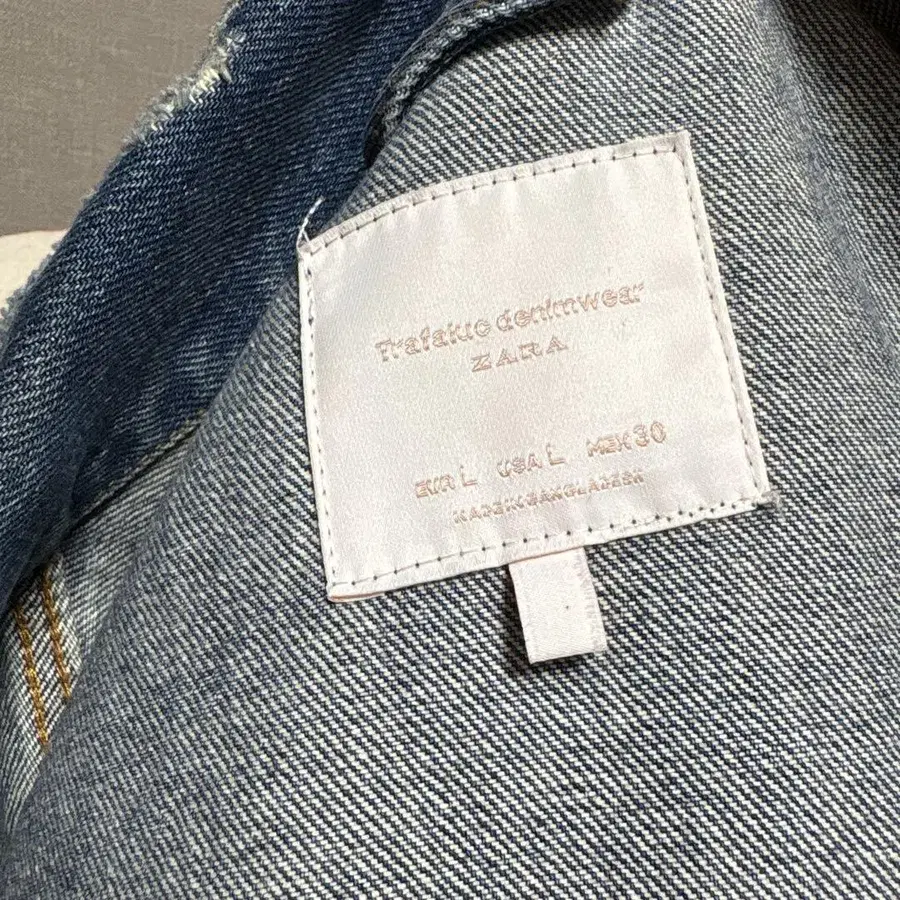 Trafaluc denimwear
ZARA
EUR L USA L MEX 30
MADE IN BANGLADESH